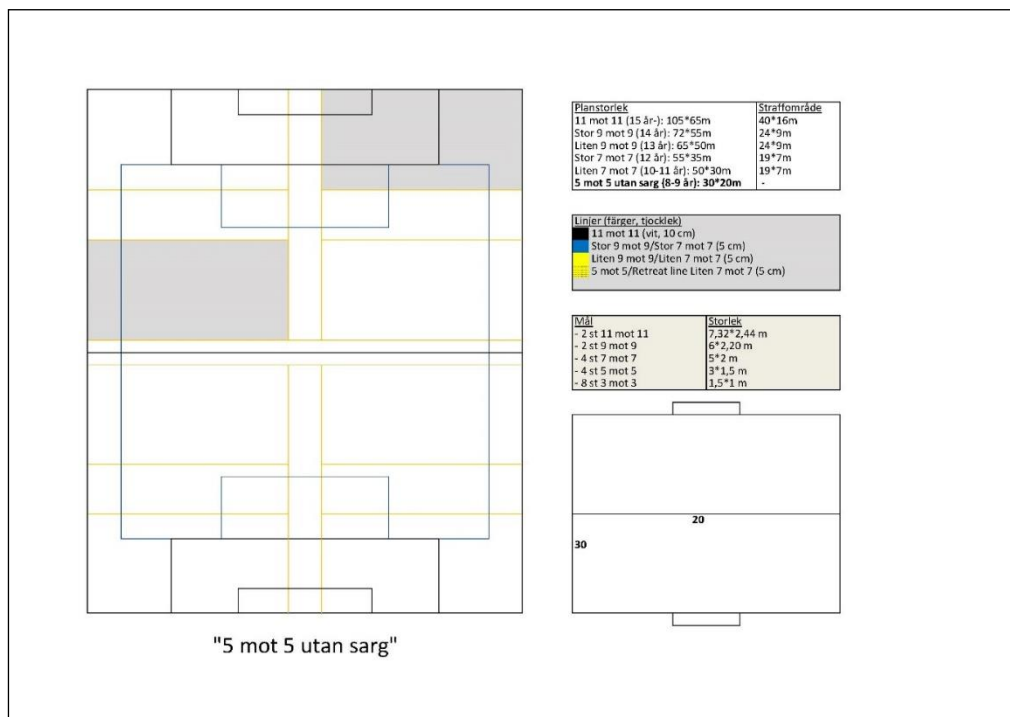 Planstorlek Straffområde
11 mot 11 (15 år-): 105*65m 40*16m
Stor 9 mot 9 (14 år): 72*55m 24*9m
Liten 9 mot 9 (13 år): 65*50m 24*9m
Stor 7 mot 7 (12 år): 55*35m 19*7m
Liten 7 mot 7 (10-11 år): 50*30m 19*7m
5 mot 5 utan sarg (8-9 år): 30*20m -
Linjer (färger, tjocklek)
11 mot 11 (vit, 10 cm)
Stor 9 mot 9/Stor 7 mot 7 (5 cm)
Liten 9 mot 9/Liten 7 mot 7 (5 cm)
5 mot 5/Retreat line Liten 7 mot 7 (5 cm)
Mål Storlek
- 2 st 11 mot 11 7,32*2,44 m
- 2 st 9 mot 9 6*2,20 m
- 4 st 7 mot 7 5*2 m
- 4 st 5 mot 5 3*1,5 m
- 8 st 3 mot 3 1,5*1 m
20
30
"5 mot 5 utan sarg"